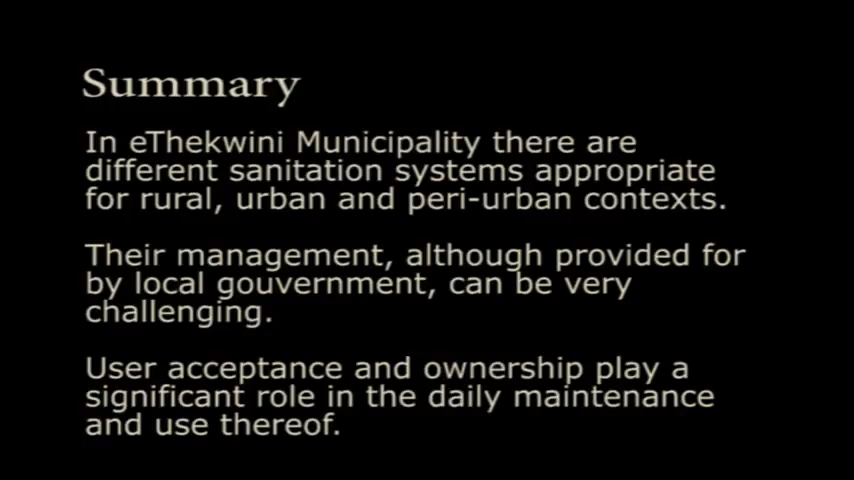 Summary
In eThekwini Municipality there are
different sanitation systems appropriate
for rural, urban and peri-urban contexts.
Their management, although provided for
by local gouvernment, can be very
challenging.
User acceptance and ownership play a
significant role in the daily maintenance
and use thereof.